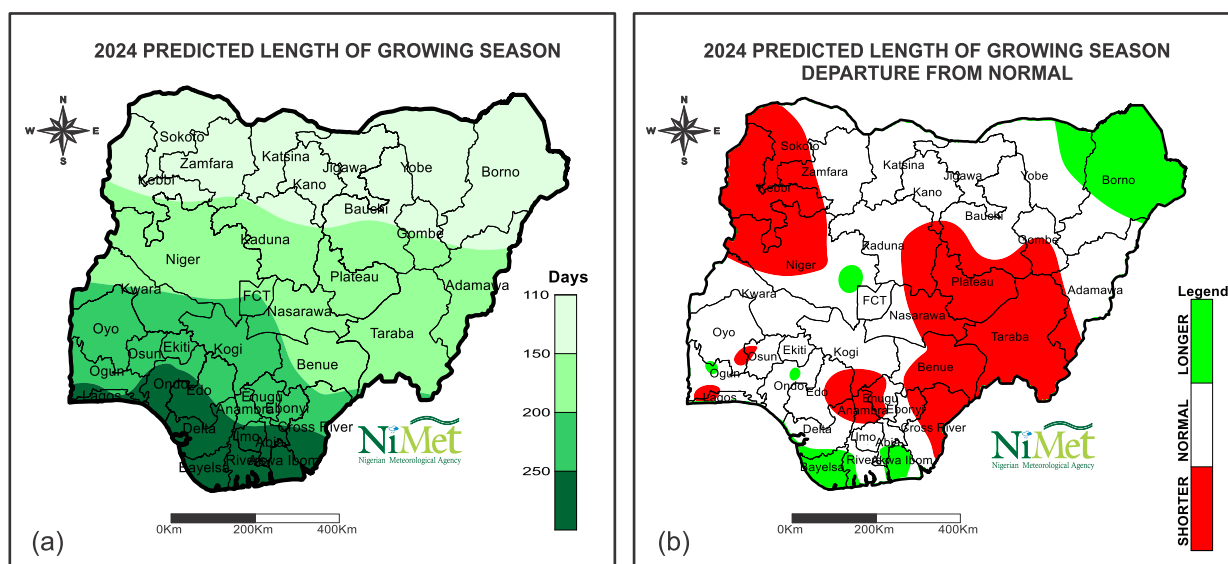 2024 PREDICTED LENGTH OF GROWING SEASON
N
W E
S
Sokoto
Zamfara
Katsina
Jigawa
Yobe
Borno
Kebbi
Kano
Bauchi
Gombe
Kaduna
Niger
Plateau
Adamawa
Kwara
FCT
Nasarawa
Oyo
Taraba
Ekiti
Kogi
Osun
Benue
Ogun
Ondo
Edo
Lagos
Enugu
Anambra
Ebonyi
Delta
Cross River
Imo
Abia
Bayelsa
Rivers
Akwa Ibom
Days
110
150
200
250
NiMet
Nigerian Meteorological Agency
0Km 200Km 400Km
(a)
2024 PREDICTED LENGTH OF GROWING SEASON
DEPARTURE FROM NORMAL
N
W E
S
Sokoto
Zamfara
Katsina
Jigawa
Yobe
Borno
Kebbi
Kano
Bauchi
Gombe
Kaduna
Niger
Plateau
Adamawa
Kwara
FCT
Nasarawa
Oyo
Taraba
Ekiti
Kogi
Osun
Benue
Ogun
Ondo
Edo
Lagos
Enugu
Anambra
Ebonyi
Delta
Cross River
Imo
Abia
Bayelsa
Rivers
Akwa Ibom
Legend
LONGER
NORMAL
SHORTER
NiMet
Nigerian Meteorological Agency
0Km 200Km 400Km
(b)